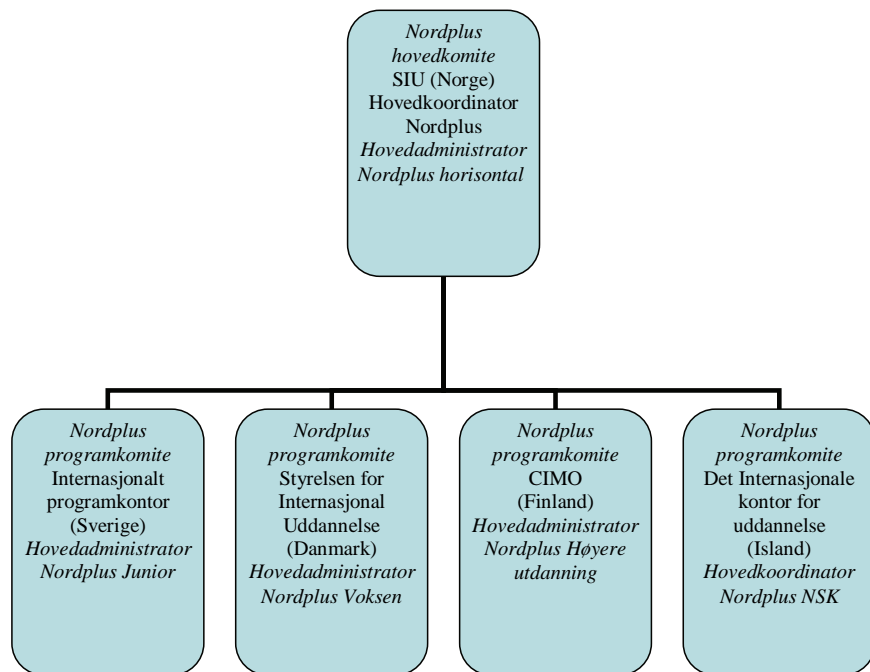 Nordplus
hovedkomite
SIU (Norge)
Hovedkoordinator
Nordplus
Hovedadministrator
Nordplus horisontal
Nordplus
programkomite
Internasjonalt
programkontor
(Sverige)
Hovedadministrator
Nordplus Junior
Nordplus
programkomite
Styrelsen for
Internasjonal
Uddannelse
(Danmark)
Hovedadministrator
Nordplus Voksen
Nordplus
programkomite
CIMO
(Finland)
Hovedadministrator
Nordplus Høyere
utdanning
Nordplus
programkomite
Det Internasjonale
kontor for
uddannelse
(Island)
Hovedkoordinator
Nordplus NSK